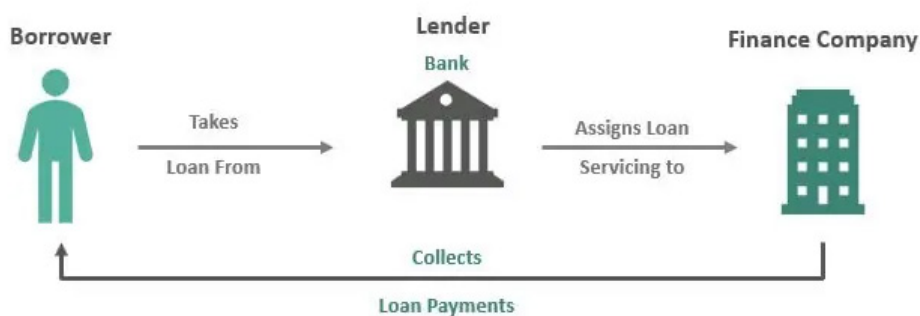 Borrower
Lender
Bank
Finance Company
Takes
Loan From
Assigns Loan
Servicing to
Collects
Loan Payments